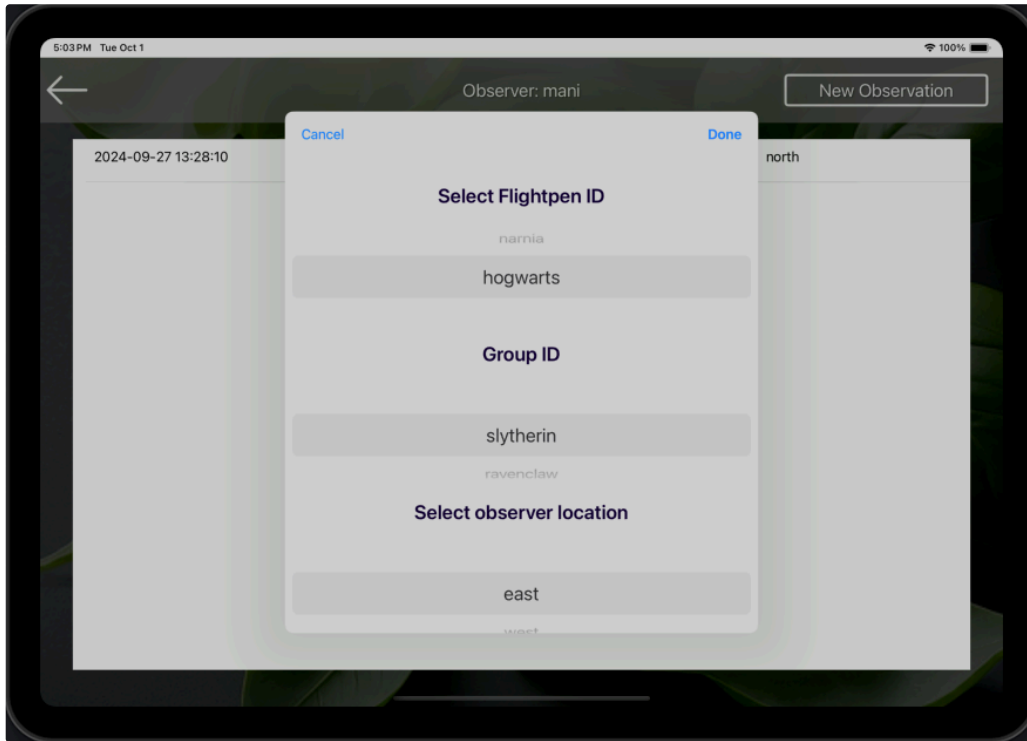 5:03 PM Tue Oct 1
100%
Observer: mani
New Observation
Cancel
Done
2024-09-27 13:28:10
north
Select Flightpen ID
narnia
hogwarts
Group ID
slytherin
ravenclaw
Select observer location
east
west